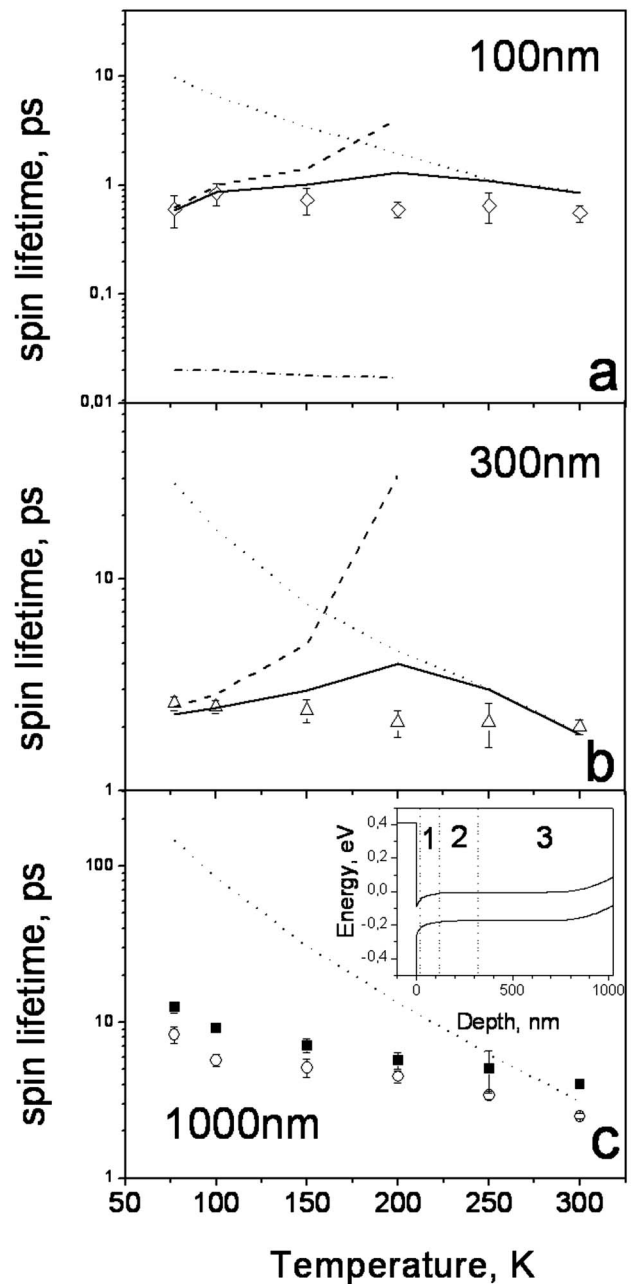 100nm
10
1
0,1
0,01
spin lifetime, ps
a
300nm
10
1
spin lifetime, ps
b
100
10
1
spin lifetime, ps
1000nm
c
0,4
0,2
0,0
-0,2
-0,4
Energy, eV
1 2 3
0 500 1000
Depth, nm
50 100 150 200 250 300
Temperature, K